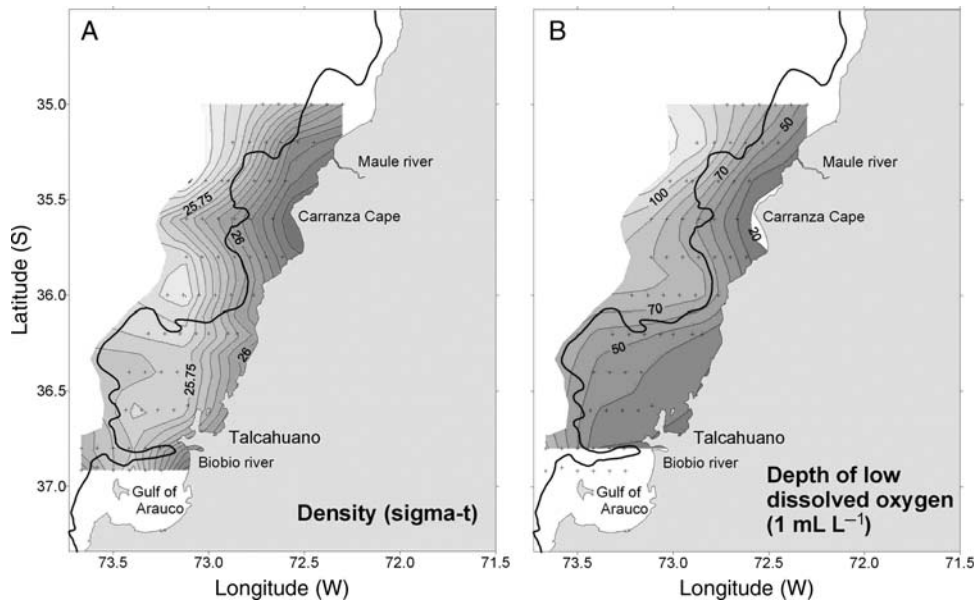 A
35.0
35.5
36.0
36.5
37.0
Latitude (S)
25.75
26
25.75
26
Maule river
Carranza Cape
Talcahuano
Biobio river
Gulf of
Arauco
Density (sigma-t)
73.5
73.0
72.5
72.0
71.5
Longitude (W)
B
50
70
100
20
70
50
Maule river
Carranza Cape
Talcahuano
Biobio river
Gulf of
Arauco
Depth of low
dissolved oxygen
(1 mL L⁻¹)
73.5
73.0
72.5
72.0
71.5
Longitude (W)